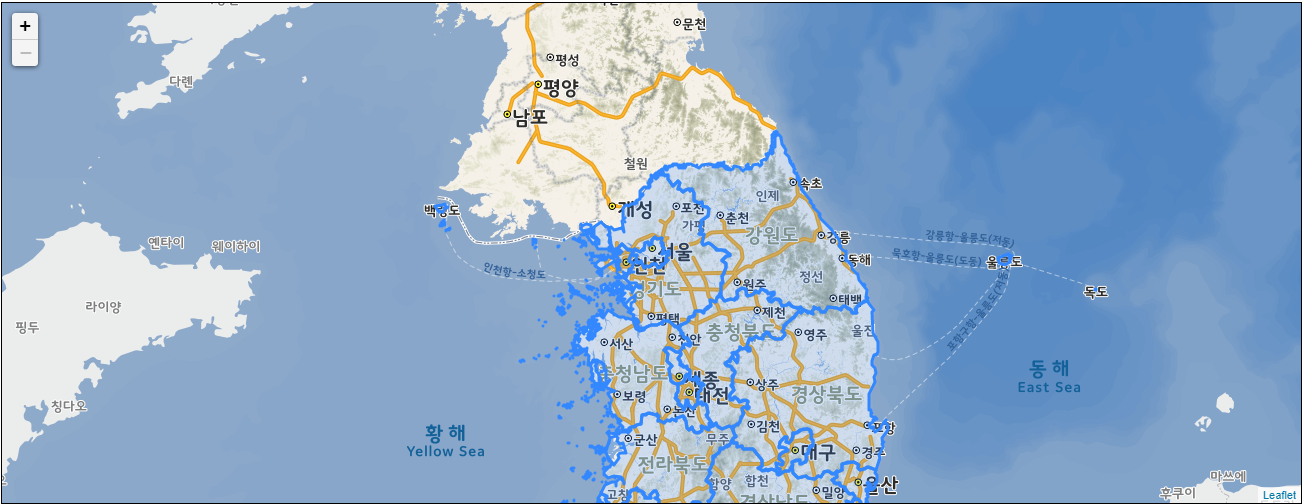 +
−
문천
평성
평양
다롄
남포
철원
인제
속초
백령도
개성
포천
춘천
가평
강원도
강릉
강릉항-울릉도(저동)
옌타이
웨이하이
서울
묵호항-울릉도(도동)
울릉도
인천항-소청도
인천
동해
정선
경기도
원주
독도
라이양
태백
핑두
평택
제천
충청북도
영주
울진
포항구항-울릉도(저동)
서산
천안
동해
East Sea
충청남도
세종
상주
대전
경상북도
보령
칭다오
논산
김천
포항
황해
Yellow Sea
군산
무주
대구
경주
전라북도
마쓰에
함양
합천
울산
밀양
고창
경상남도
후쿠이
Leaflet